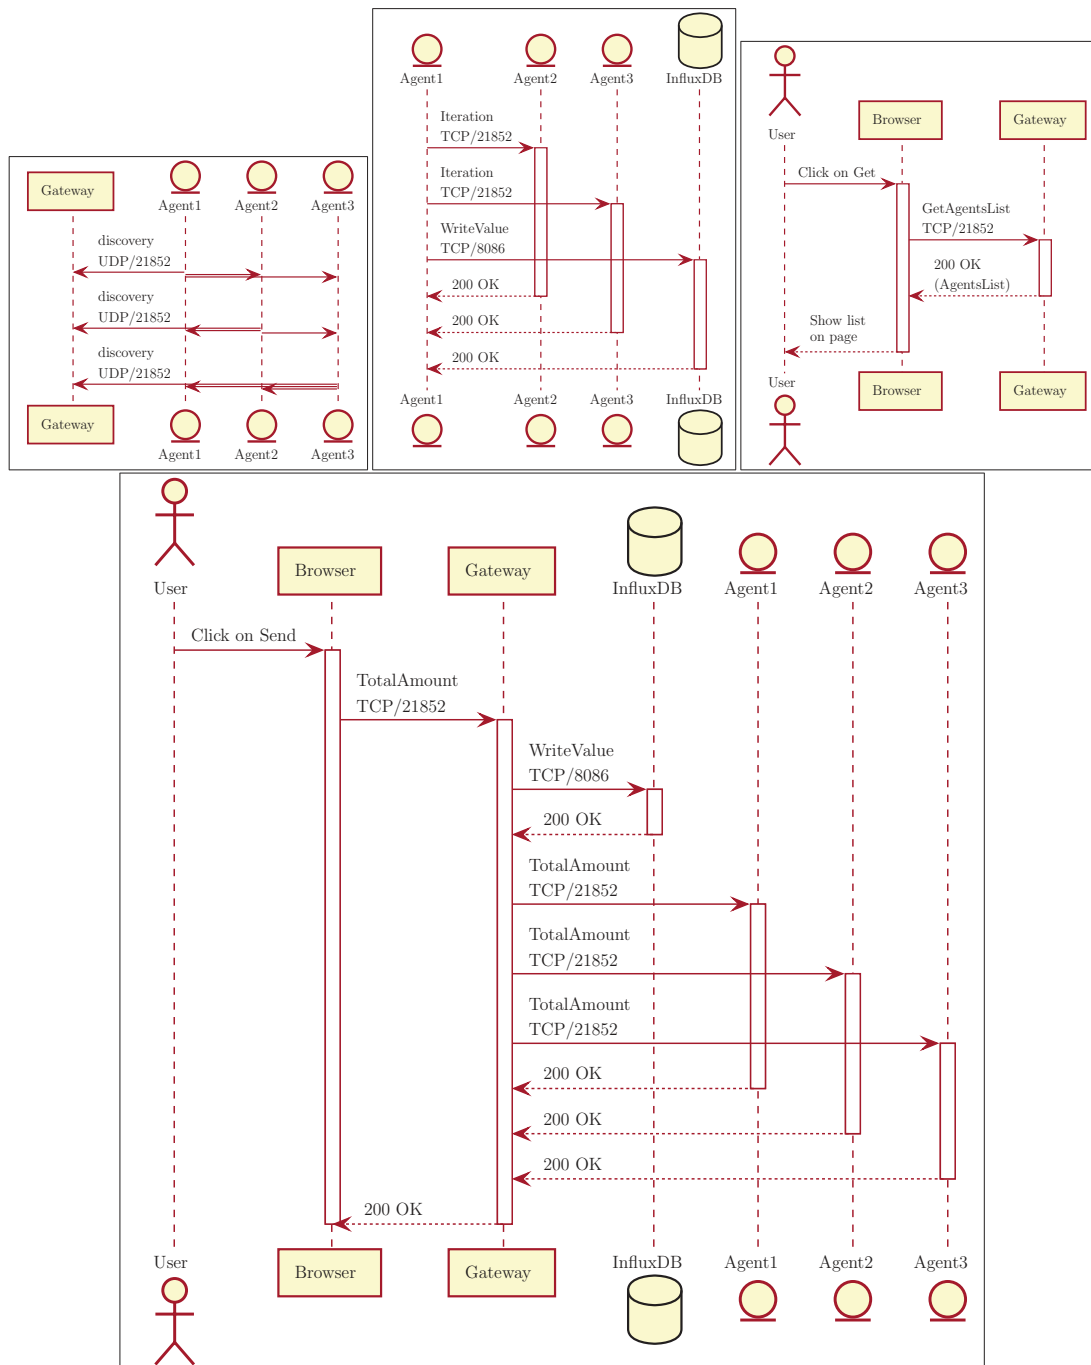 Gateway
Agent1
Agent2
Agent3
discovery
UDP/21852
discovery
UDP/21852
discovery
UDP/21852
Gateway
Agent1
Agent2
Agent3
Agent1
Agent2
Agent3
InfluxDB
Iteration
TCP/21852
Iteration
TCP/21852
WriteValue
TCP/8086
200 OK
200 OK
200 OK
Agent1
Agent2
Agent3
InfluxDB
User
Browser
Gateway
Click on Get
GetAgentsList
TCP/21852
200 OK
(AgentsList)
Show list
on page
User
Browser
Gateway
User
Browser
Gateway
InfluxDB
Agent1
Agent2
Agent3
Click on Send
TotalAmount
TCP/21852
WriteValue
TCP/8086
200 OK
TotalAmount
TCP/21852
TotalAmount
TCP/21852
TotalAmount
TCP/21852
200 OK
200 OK
200 OK
200 OK
User
Browser
Gateway
InfluxDB
Agent1
Agent2
Agent3